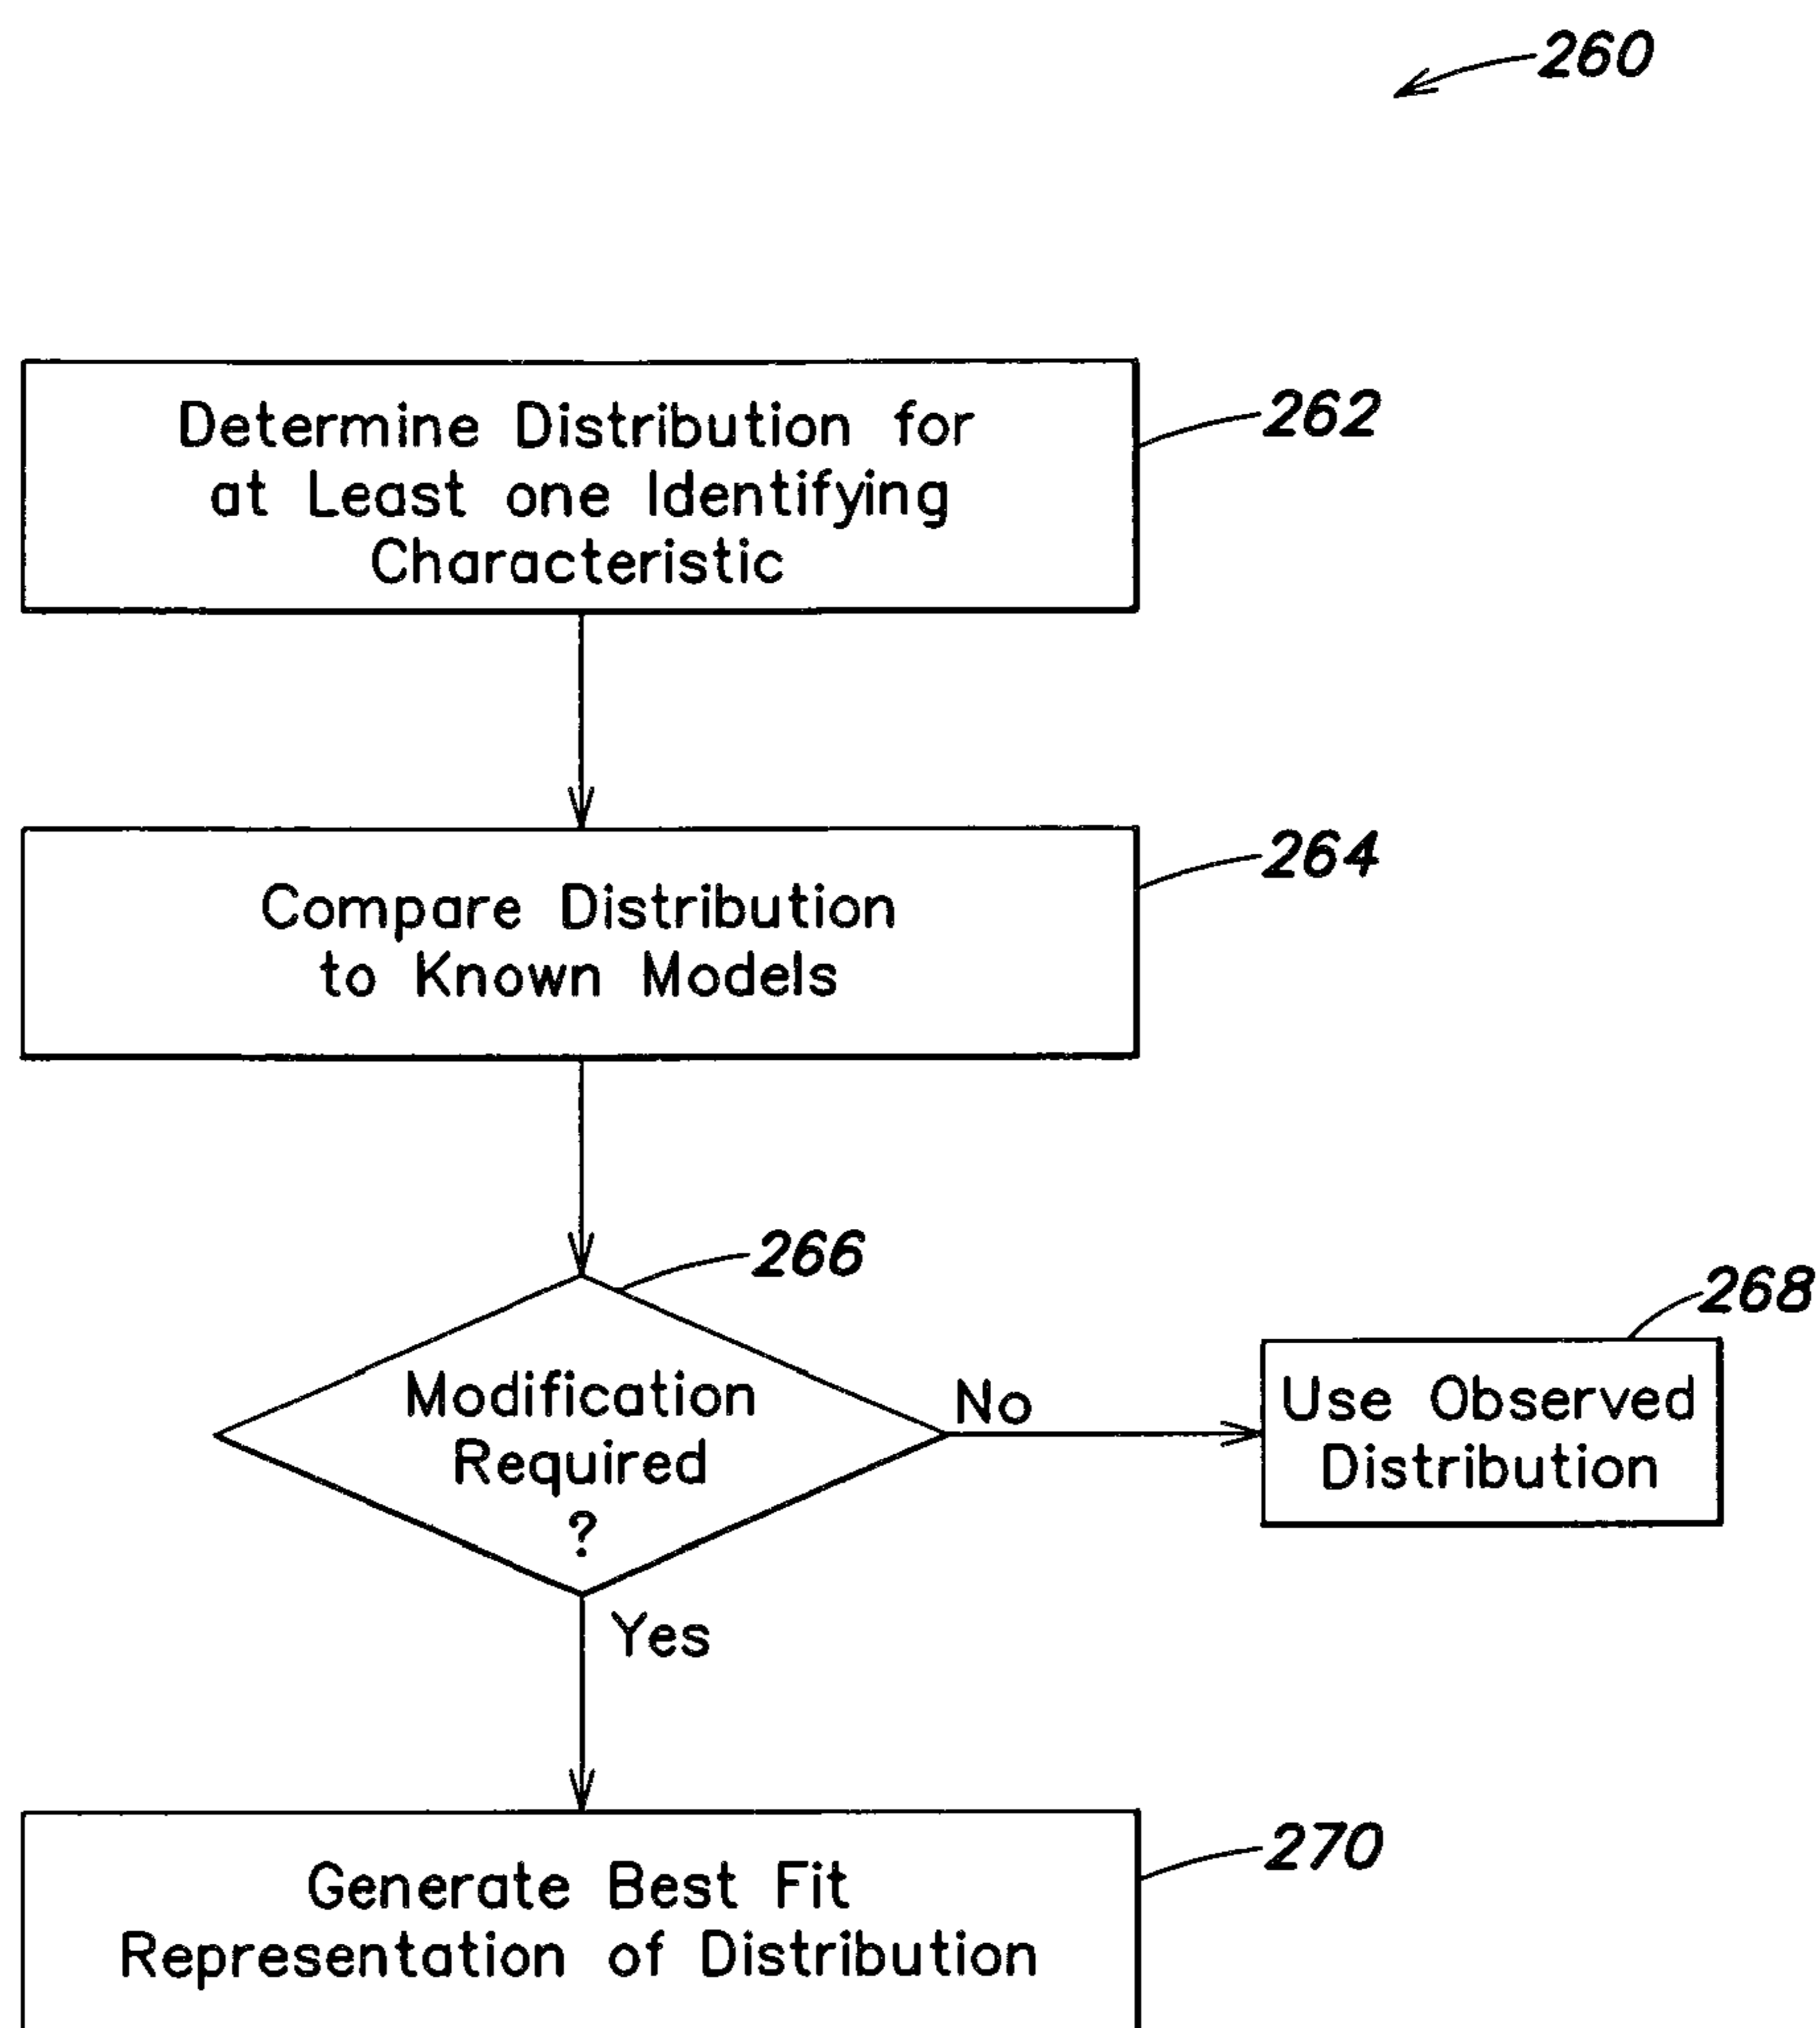 260
Determine Distribution for
at Least one Identifying
Characteristic
262
Compare Distribution
to Known Models
264
266
Modification
Required
?
No
268
Use Observed
Distribution
Yes
Generate Best Fit
Representation of Distribution
270